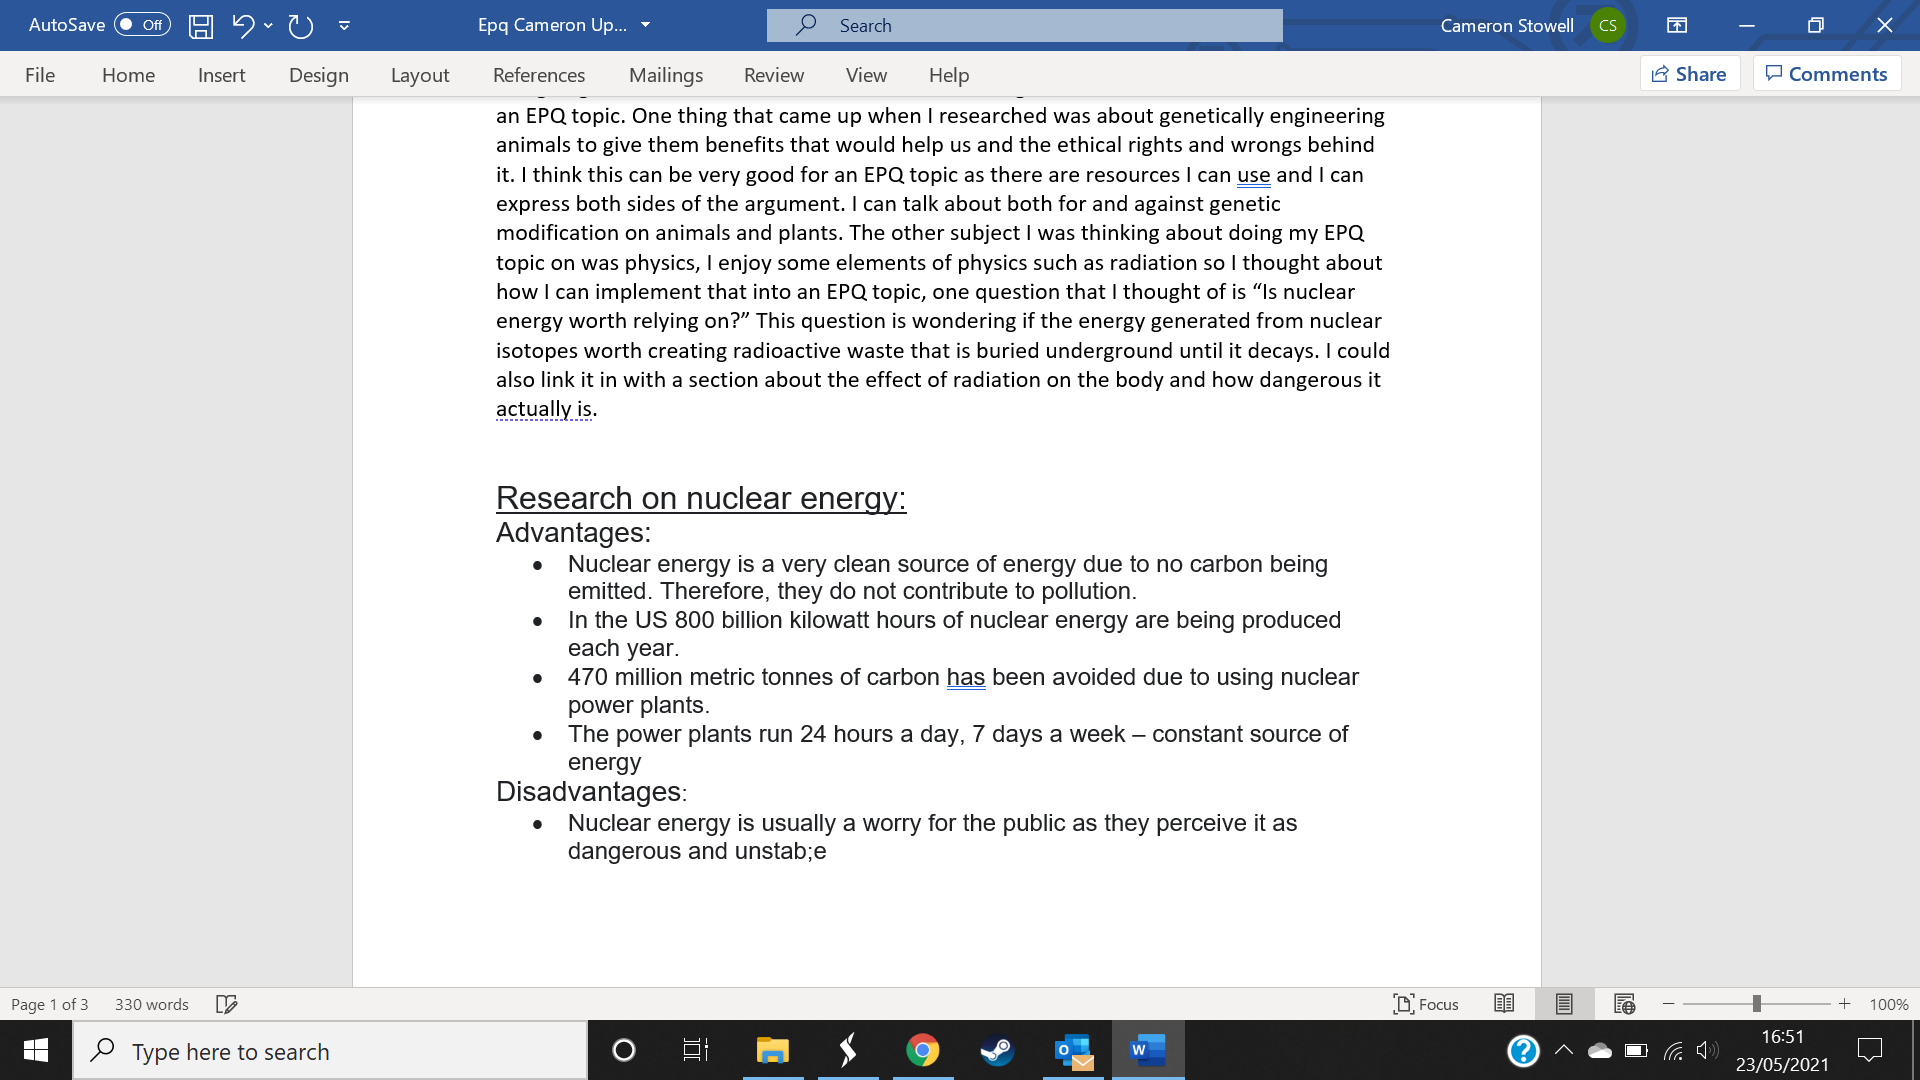 AutoSave Off Epq Cameron Up... Search Cameron Stowell CS
File Home Insert Design Layout References Mailings Review View Help Share Comments
an EPQ topic. One thing that came up when I researched was about genetically engineering
animals to give them benefits that would help us and the ethical rights and wrongs behind
it. I think this can be very good for an EPQ topic as there are resources I can use and I can
express both sides of the argument. I can talk about both for and against genetic
modification on animals and plants. The other subject I was thinking about doing my EPQ
topic on was physics, I enjoy some elements of physics such as radiation so I thought about
how I can implement that into an EPQ topic, one question that I thought of is “Is nuclear
energy worth relying on?” This question is wondering if the energy generated from nuclear
isotopes worth creating radioactive waste that is buried underground until it decays. I could
also link it in with a section about the effect of radiation on the body and how dangerous it
actually is.
Research on nuclear energy:
Advantages:
• Nuclear energy is a very clean source of energy due to no carbon being
emitted. Therefore, they do not contribute to pollution.
• In the US 800 billion kilowatt hours of nuclear energy are being produced
each year.
• 470 million metric tonnes of carbon has been avoided due to using nuclear
power plants.
• The power plants run 24 hours a day, 7 days a week – constant source of
energy
Disadvantages:
• Nuclear energy is usually a worry for the public as they perceive it as
dangerous and unstab;e
Page 1 of 3 330 words Focus 100%
Type here to search 16:51
23/05/2021